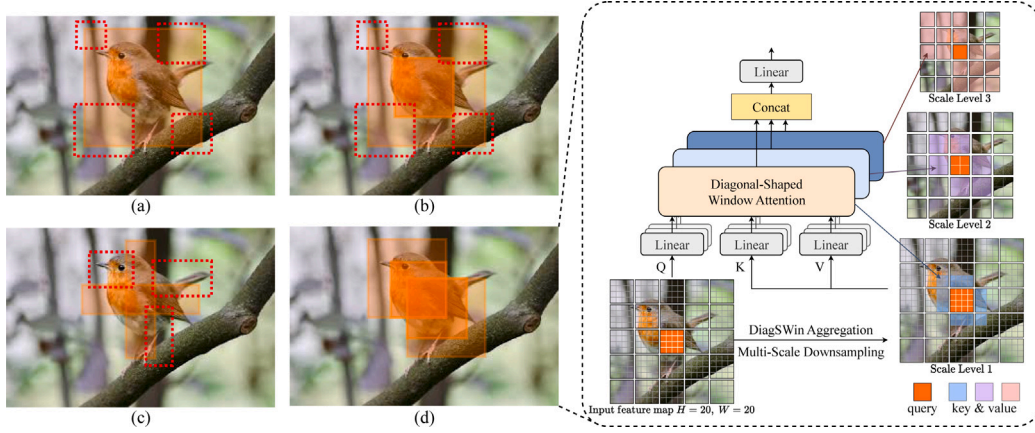 (a)
(b)
(c)
(d)
Linear
Concat
Diagonal-Shaped
Window Attention
Linear
Linear
Linear
Q
K
V
DiagSWin Aggregation
Multi-Scale Downsampling
Input feature map H = 20, W = 20
Scale Level 3
Scale Level 2
Scale Level 1
query
key & value